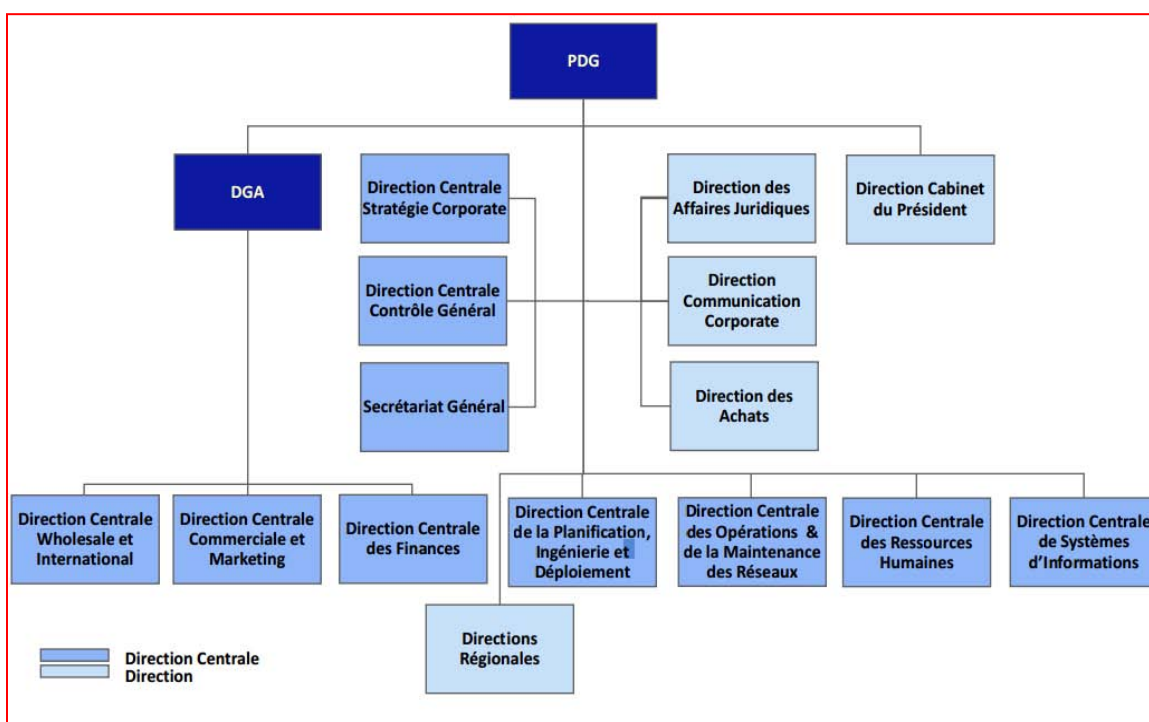 PDG
DGA
Direction Centrale
Stratégie Corporate
Direction des
Affaires Juridiques
Direction Cabinet
du Président
Direction Centrale
Contrôle Général
Direction
Communication
Corporate
Secrétariat Général
Direction des
Achats
Direction Centrale
Wholesale et
International
Direction Centrale
Commerciale et
Marketing
Direction Centrale
des Finances
Direction Centrale
de la Planification,
Ingénierie et
Déploiement
Direction Centrale
des Opérations &
de la Maintenance
des Réseaux
Direction Centrale
des Ressources
Humaines
Direction Centrale
de Systèmes
d'Informations
Directions
Régionales
Direction Centrale
Direction